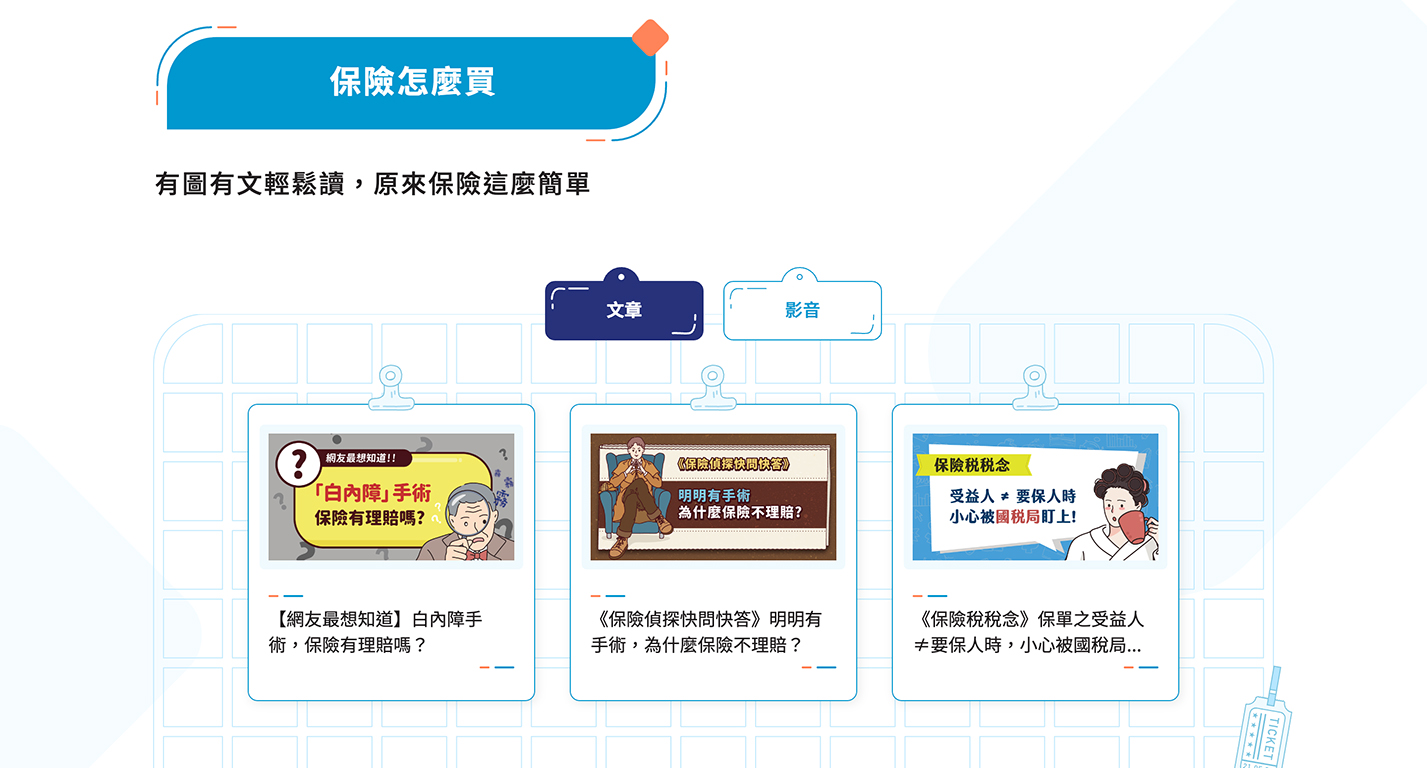 保險怎麼買
有圖有文輕鬆讀，原來保險這麼簡單
文章
影音
網友最想知道!!
「白內障」手術
保險有理賠嗎?
霧
《保險偵探快問快答》
明明有手術
為什麼保險不理賠?
保險稅稅念
受益人 ≠ 要保人時
小心被國稅局盯上!
【網友最想知道】白內障手
術，保險有理賠嗎？
《保險偵探快問快答》明明有
手術，為什麼保險不理賠？
《保險稅稅念》保單之受益人
≠要保人時，小心被國稅局...
TICKET